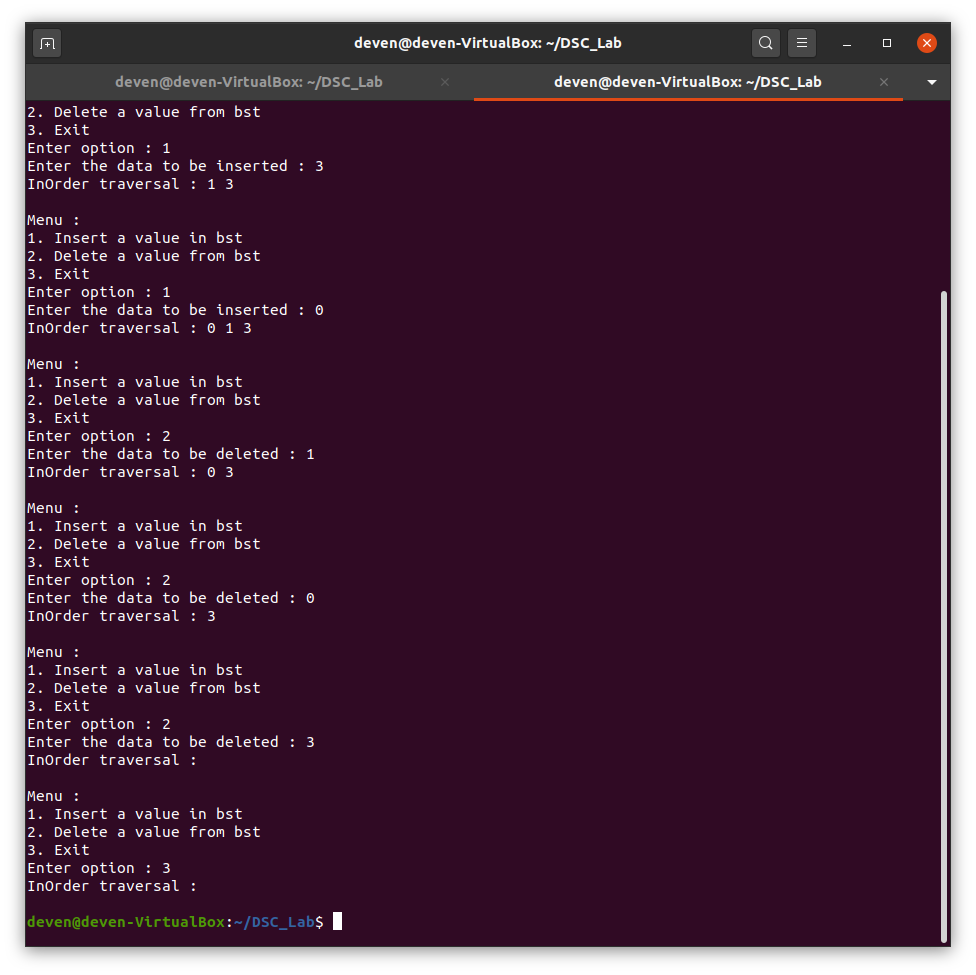 deven@deven-VirtualBox: ~/DSC_Lab
deven@deven-VirtualBox: ~/DSC_Lab
deven@deven-VirtualBox: ~/DSC_Lab
2. Delete a value from bst
3. Exit
Enter option : 1
Enter the data to be inserted : 3
InOrder traversal : 1 3
Menu :
1. Insert a value in bst
2. Delete a value from bst
3. Exit
Enter option : 1
Enter the data to be inserted : 0
InOrder traversal : 0 1 3
Menu :
1. Insert a value in bst
2. Delete a value from bst
3. Exit
Enter option : 2
Enter the data to be deleted : 1
InOrder traversal : 0 3
Menu :
1. Insert a value in bst
2. Delete a value from bst
3. Exit
Enter option : 2
Enter the data to be deleted : 0
InOrder traversal : 3
Menu :
1. Insert a value in bst
2. Delete a value from bst
3. Exit
Enter option : 2
Enter the data to be deleted : 3
InOrder traversal :
Menu :
1. Insert a value in bst
2. Delete a value from bst
3. Exit
Enter option : 3
InOrder traversal :
deven@deven-VirtualBox:~/DSC_Lab$